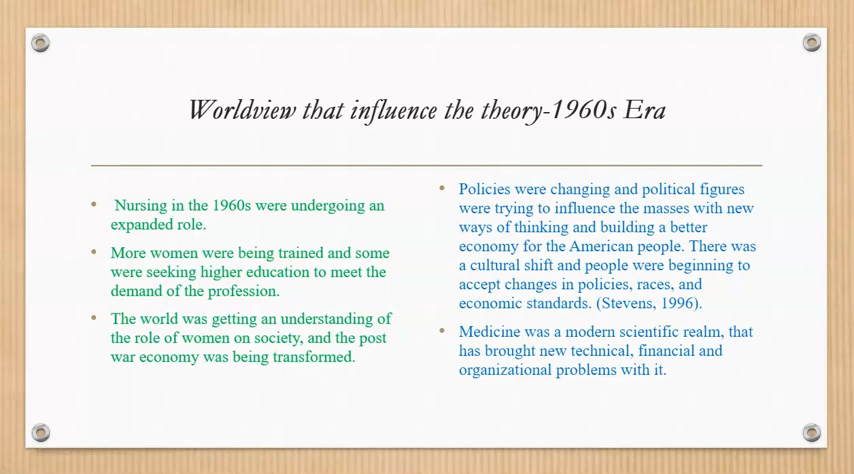 Worldview that influence the theory-1960s Era
Nursing in the 1960s were undergoing an
expanded role.
More women were being trained and some
were seeking higher education to meet the
demand of the profession.
The world was getting an understanding of
the role of women on society, and the post
war economy was being transformed.
Policies were changing and political figures
were trying to influence the masses with new
ways of thinking and building a better
economy for the American people. There was
a cultural shift and people were beginning to
accept changes in policies, races, and
economic standards. (Stevens, 1996).
Medicine was a modern scientific realm, that
has brought new technical, financial and
organizational problems with it.